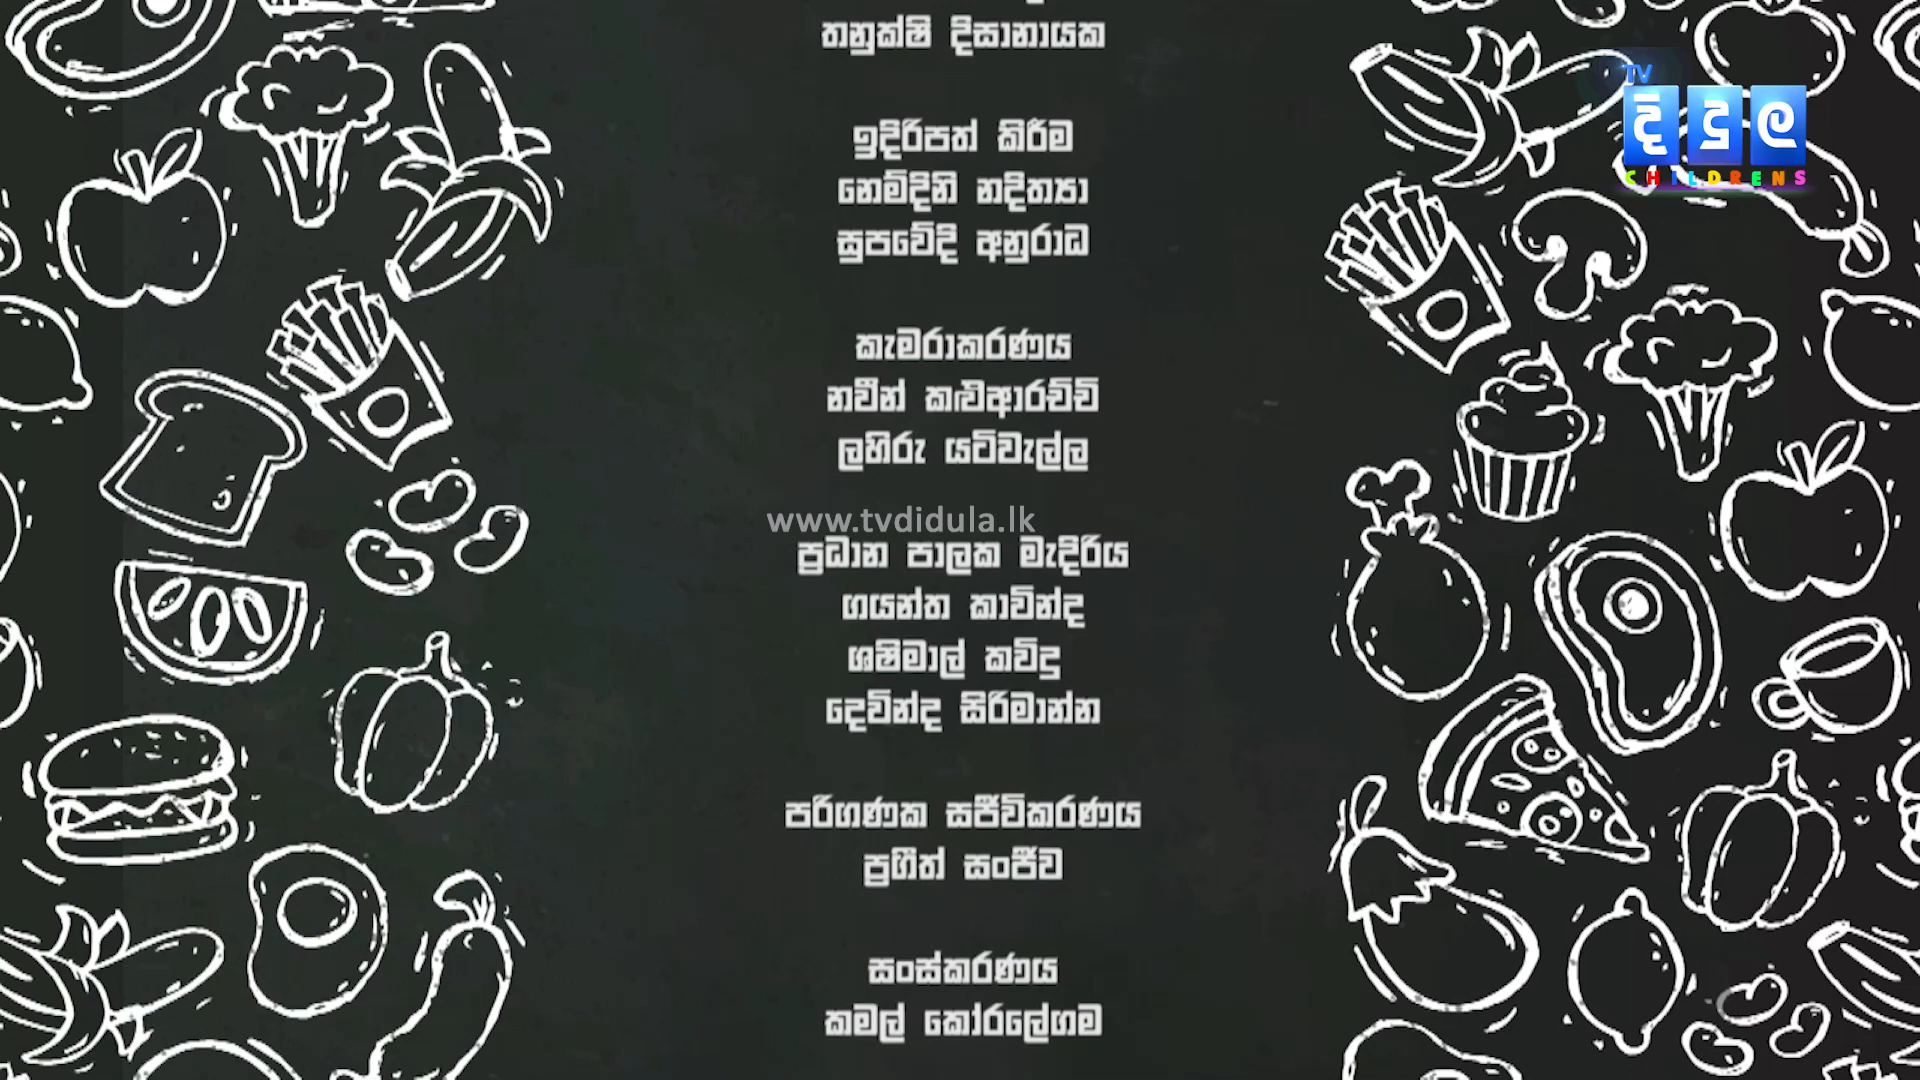 තනුක්ෂි දිසානායක
ඉදිරිපත් කිරීම
නෙම්දිනි නදිත්‍යා
සුපවේදි අනුරාධ
කැමරාකරණය
නවීන් කළුආරච්චි
ලහිරු යටිවැල්ල
www.tvdidula.lk
ප්‍රධාන පාලක මැදිරිය
ගයන්ත කාවින්ද
ශෂිමාල් කවිදු
දෙවින්ද සිරිමාන්න
පරිගණක සජීවිකරණය
ප්‍රගීත් සංජීව
සංස්කරණය
කමල් කෝරලේගම
TV
දිදුල
CHILDRENS